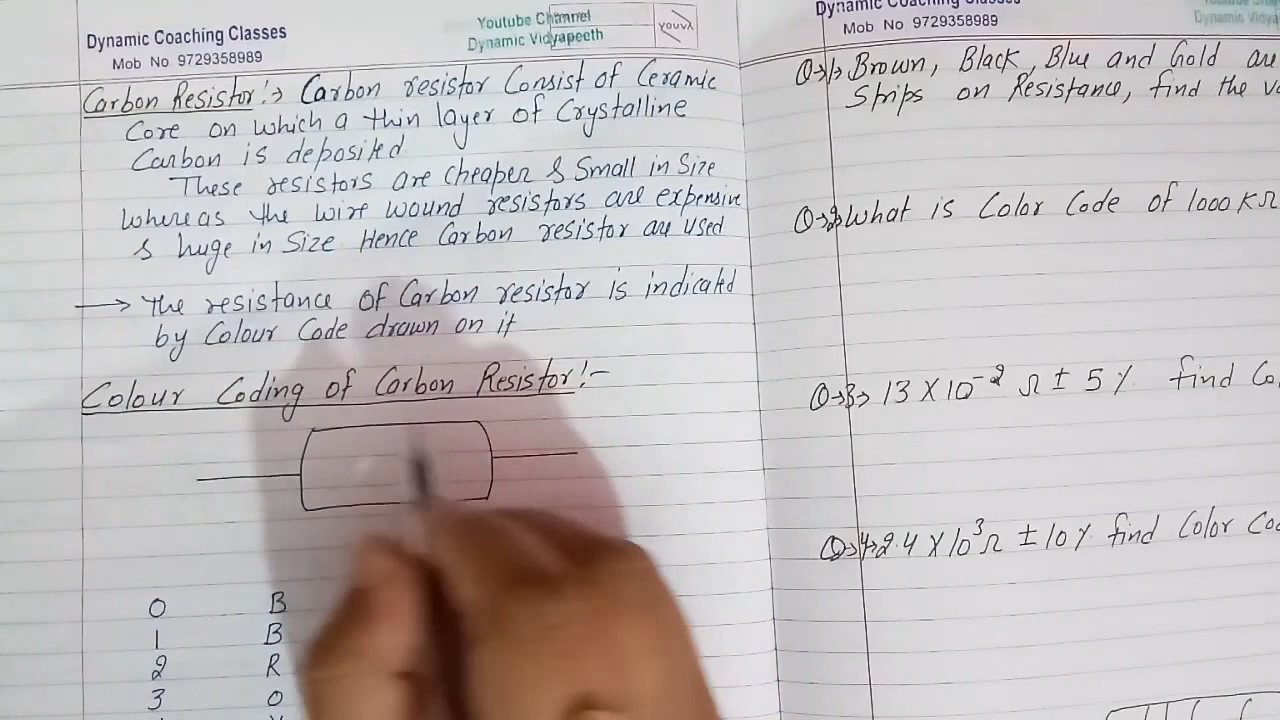 Dynamic Coaching Classes
Mob No 9729358989
Youtube Channel
Dynamic Vidyapeeth
Carbon Resistor :→ Carbon resistor Consist of Ceramic
Core on which a thin layer of Crystalline
Carbon is deposited
These resistors are cheaper & Small in Size
whereas the wire wound resistors are expensive
& huge in Size Hence Carbon resistor are used
→ The resistance of Carbon resistor is indicated
by Colour Code drawn on it
Colour Coding of Carbon Resistor :-
0 B
1 B
2 R
3 O
Dynamic Coaching Classes
Mob No 9729358989
Dynamic
Q→1→ Brown, Black, Blue and Gold are
Strips on Resistance, find the
Q→2→ What is Color Code of 1000 KΩ
Q→3→ 13 X 10⁻² Ω ± 5 % find
Q→4→ 2.4 X 10³ Ω ± 10 % find Color